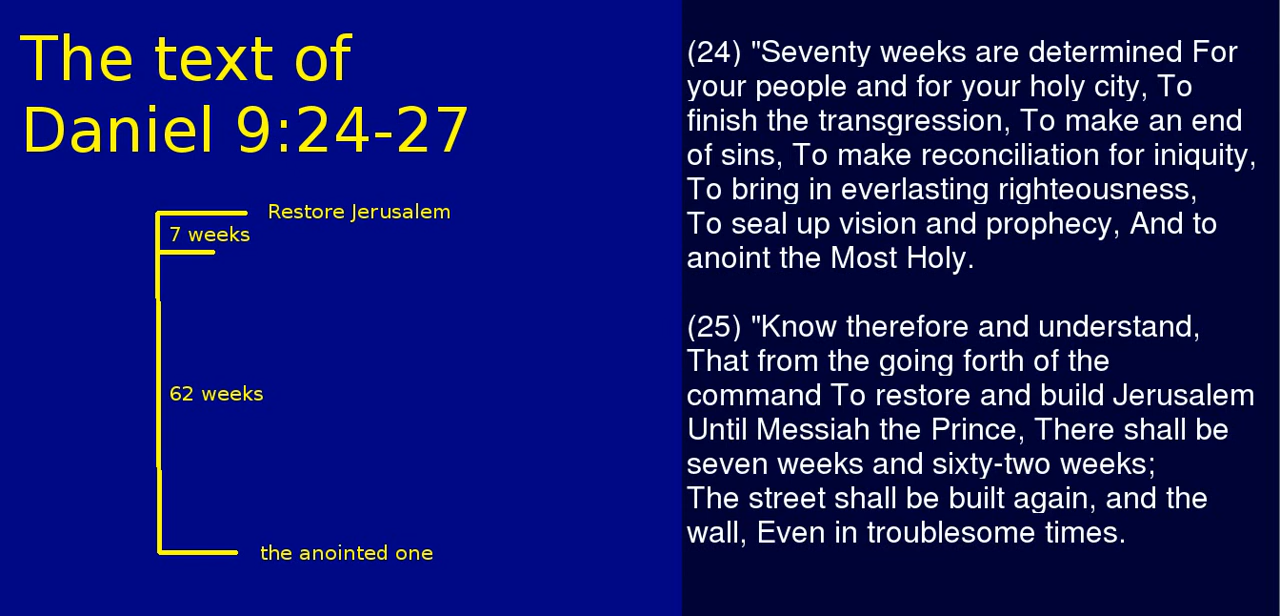 The text of
Daniel 9:24-27
Restore Jerusalem
7 weeks
62 weeks
the anointed one
(24) "Seventy weeks are determined For
your people and for your holy city, To
finish the transgression, To make an end
of sins, To make reconciliation for iniquity,
To bring in everlasting righteousness,
To seal up vision and prophecy, And to
anoint the Most Holy.
(25) "Know therefore and understand,
That from the going forth of the
command To restore and build Jerusalem
Until Messiah the Prince, There shall be
seven weeks and sixty-two weeks;
The street shall be built again, and the
wall, Even in troublesome times.